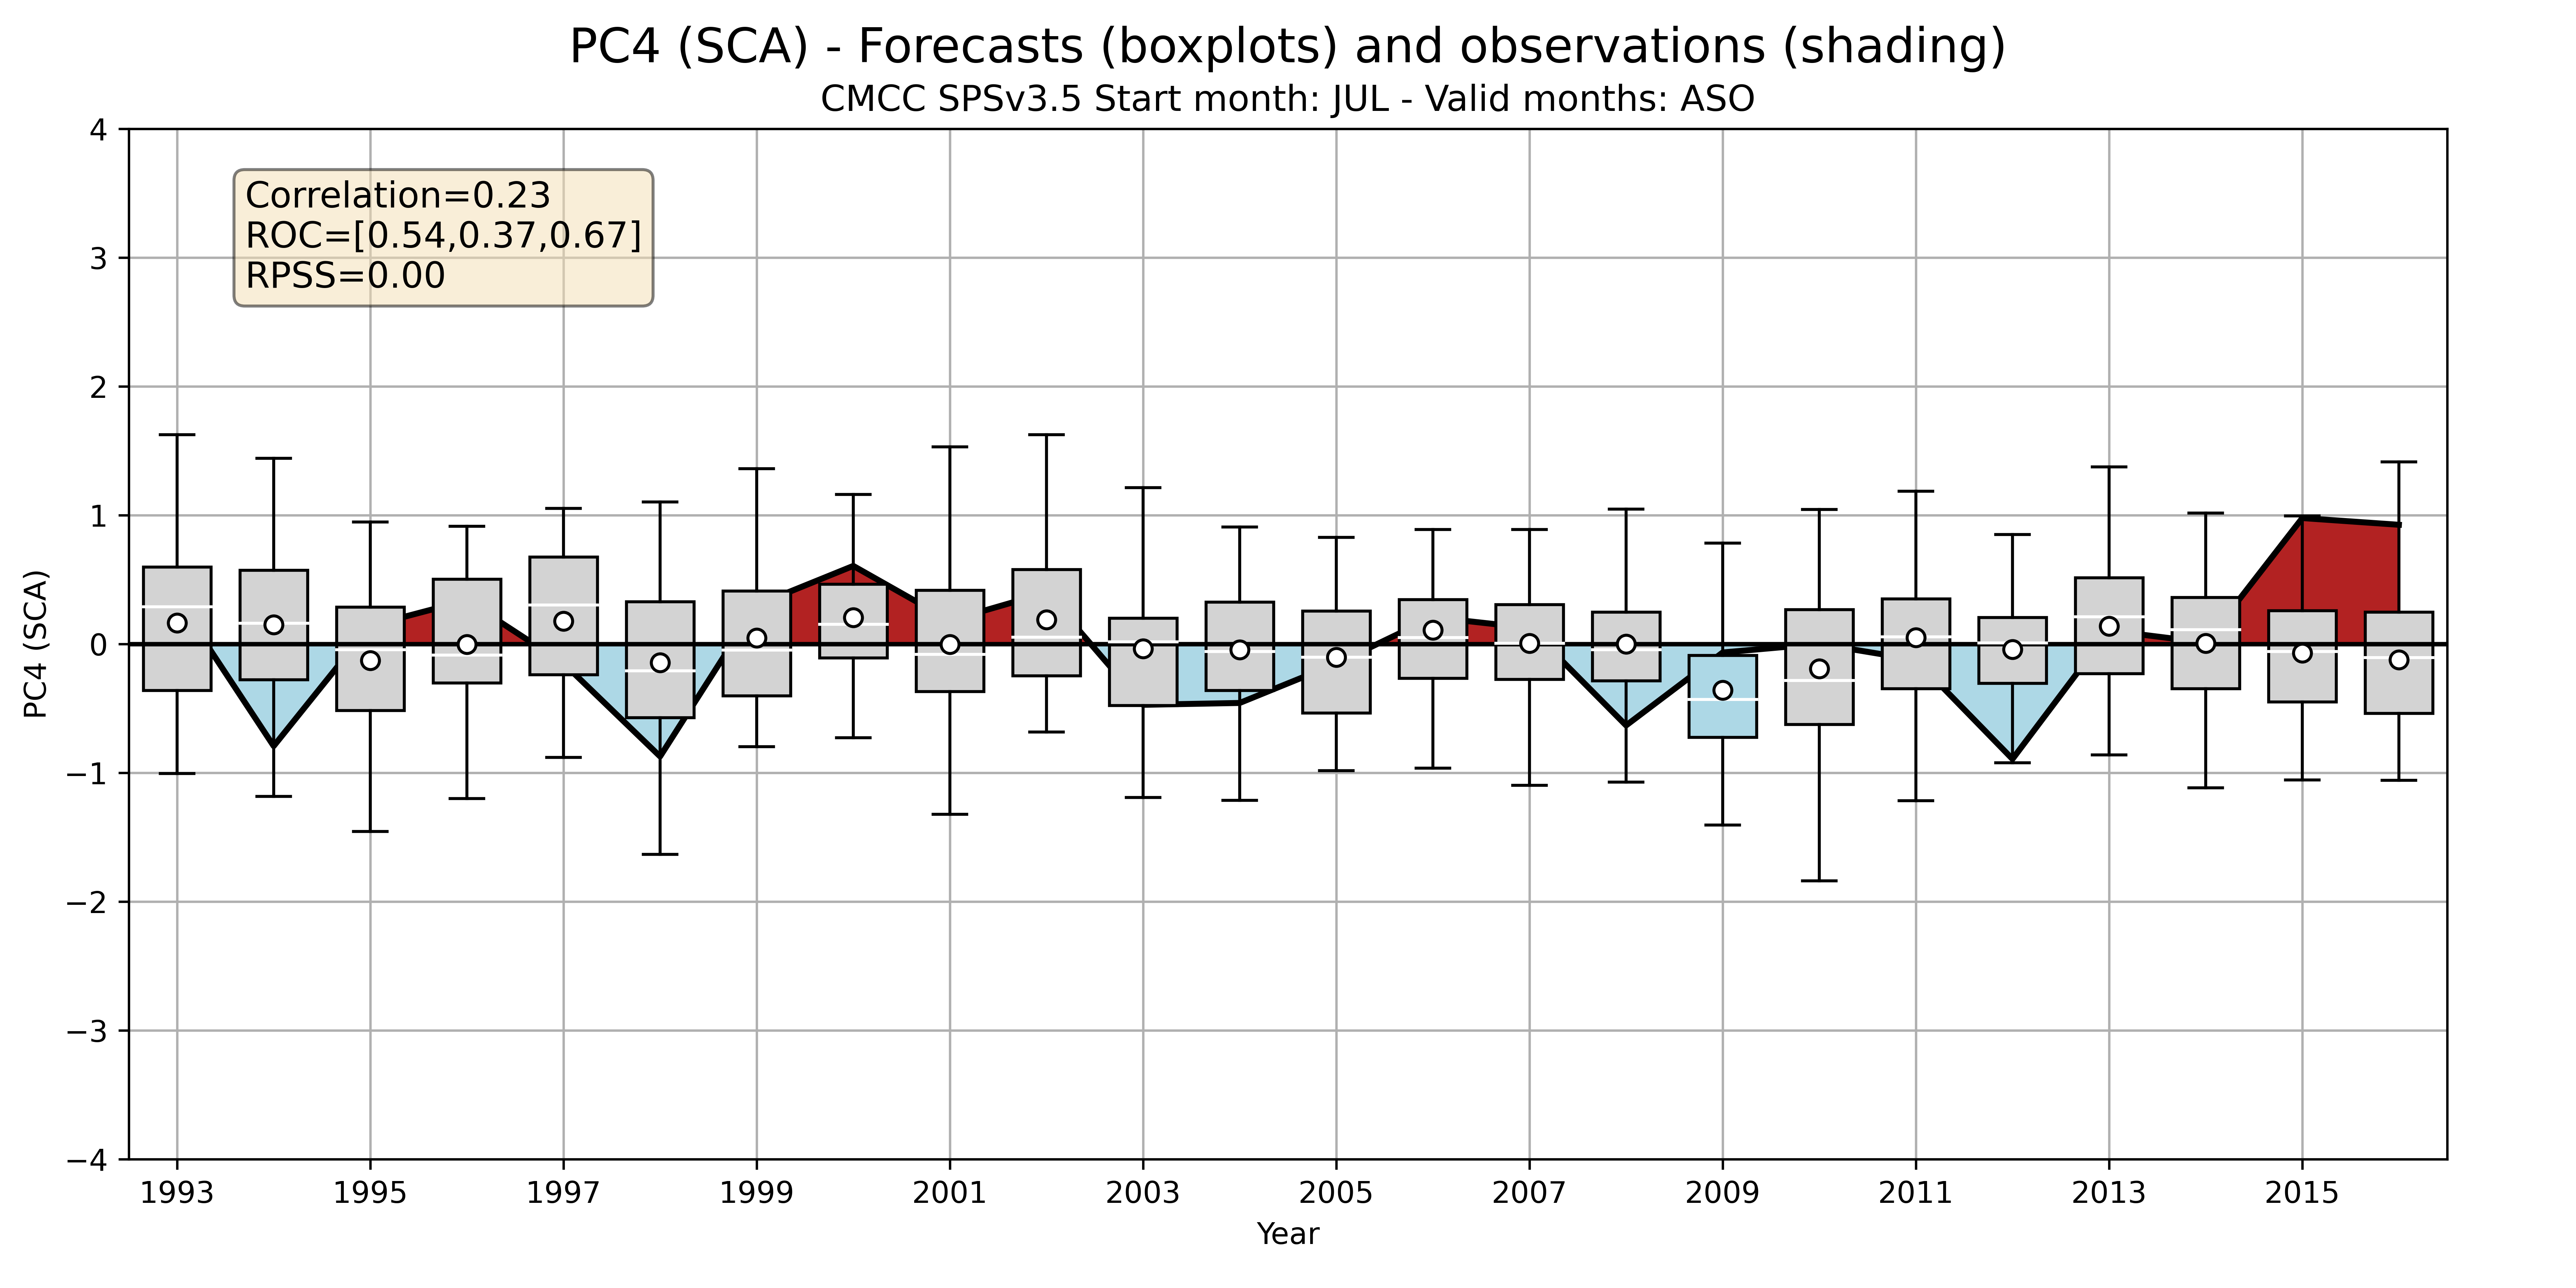 PC4 (SCA) - Forecasts (boxplots) and observations (shading)
CMCC SPSv3.5 Start month: JUL - Valid months: ASO
Correlation=0.23
ROC=[0.54,0.37,0.67]
RPSS=0.00
PC4 (SCA)
4
3
2
1
0
−1
−2
−3
−4
1993 1995 1997 1999 2001 2003 2005 2007 2009 2011 2013 2015
Year